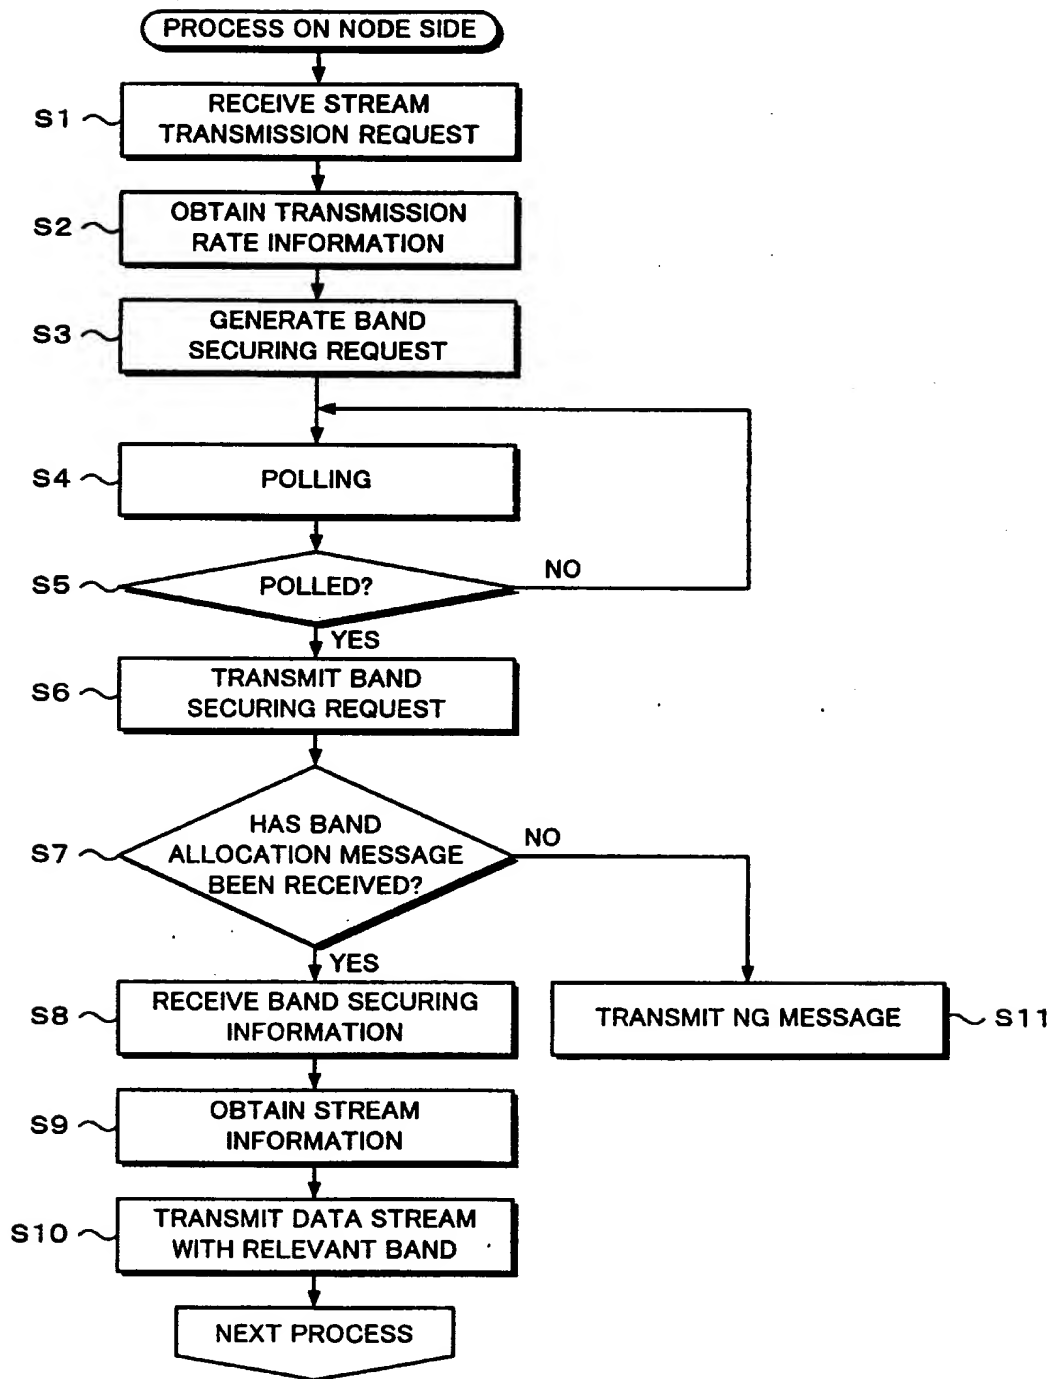 PROCESS ON NODE SIDE
S1
RECEIVE STREAM
TRANSMISSION REQUEST
S2
OBTAIN TRANSMISSION
RATE INFORMATION
S3
GENERATE BAND
SECURING REQUEST
S4
POLLING
S5
POLLED?
NO
YES
S6
TRANSMIT BAND
SECURING REQUEST
S7
HAS BAND
ALLOCATION MESSAGE
BEEN RECEIVED?
NO
YES
S8
RECEIVE BAND SECURING
INFORMATION
TRANSMIT NG MESSAGE
S11
S9
OBTAIN STREAM
INFORMATION
S10
TRANSMIT DATA STREAM
WITH RELEVANT BAND
NEXT PROCESS